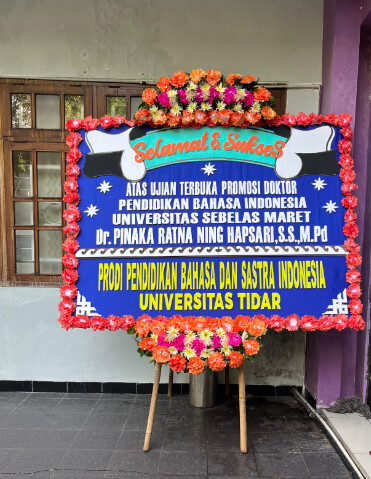 Selamat & Sukses
ATAS UJIAN TERBUKA PROMOSI DOKTOR
PENDIDIKAN BAHASA INDONESIA
UNIVERSITAS SEBELAS MARET
Dr. PINAKA RATNA NING HAPSARI,S.S,M.Pd
PRODI PENDIDIKAN BAHASA DAN SASTRA INDONESIA
UNIVERSITAS TIDAR